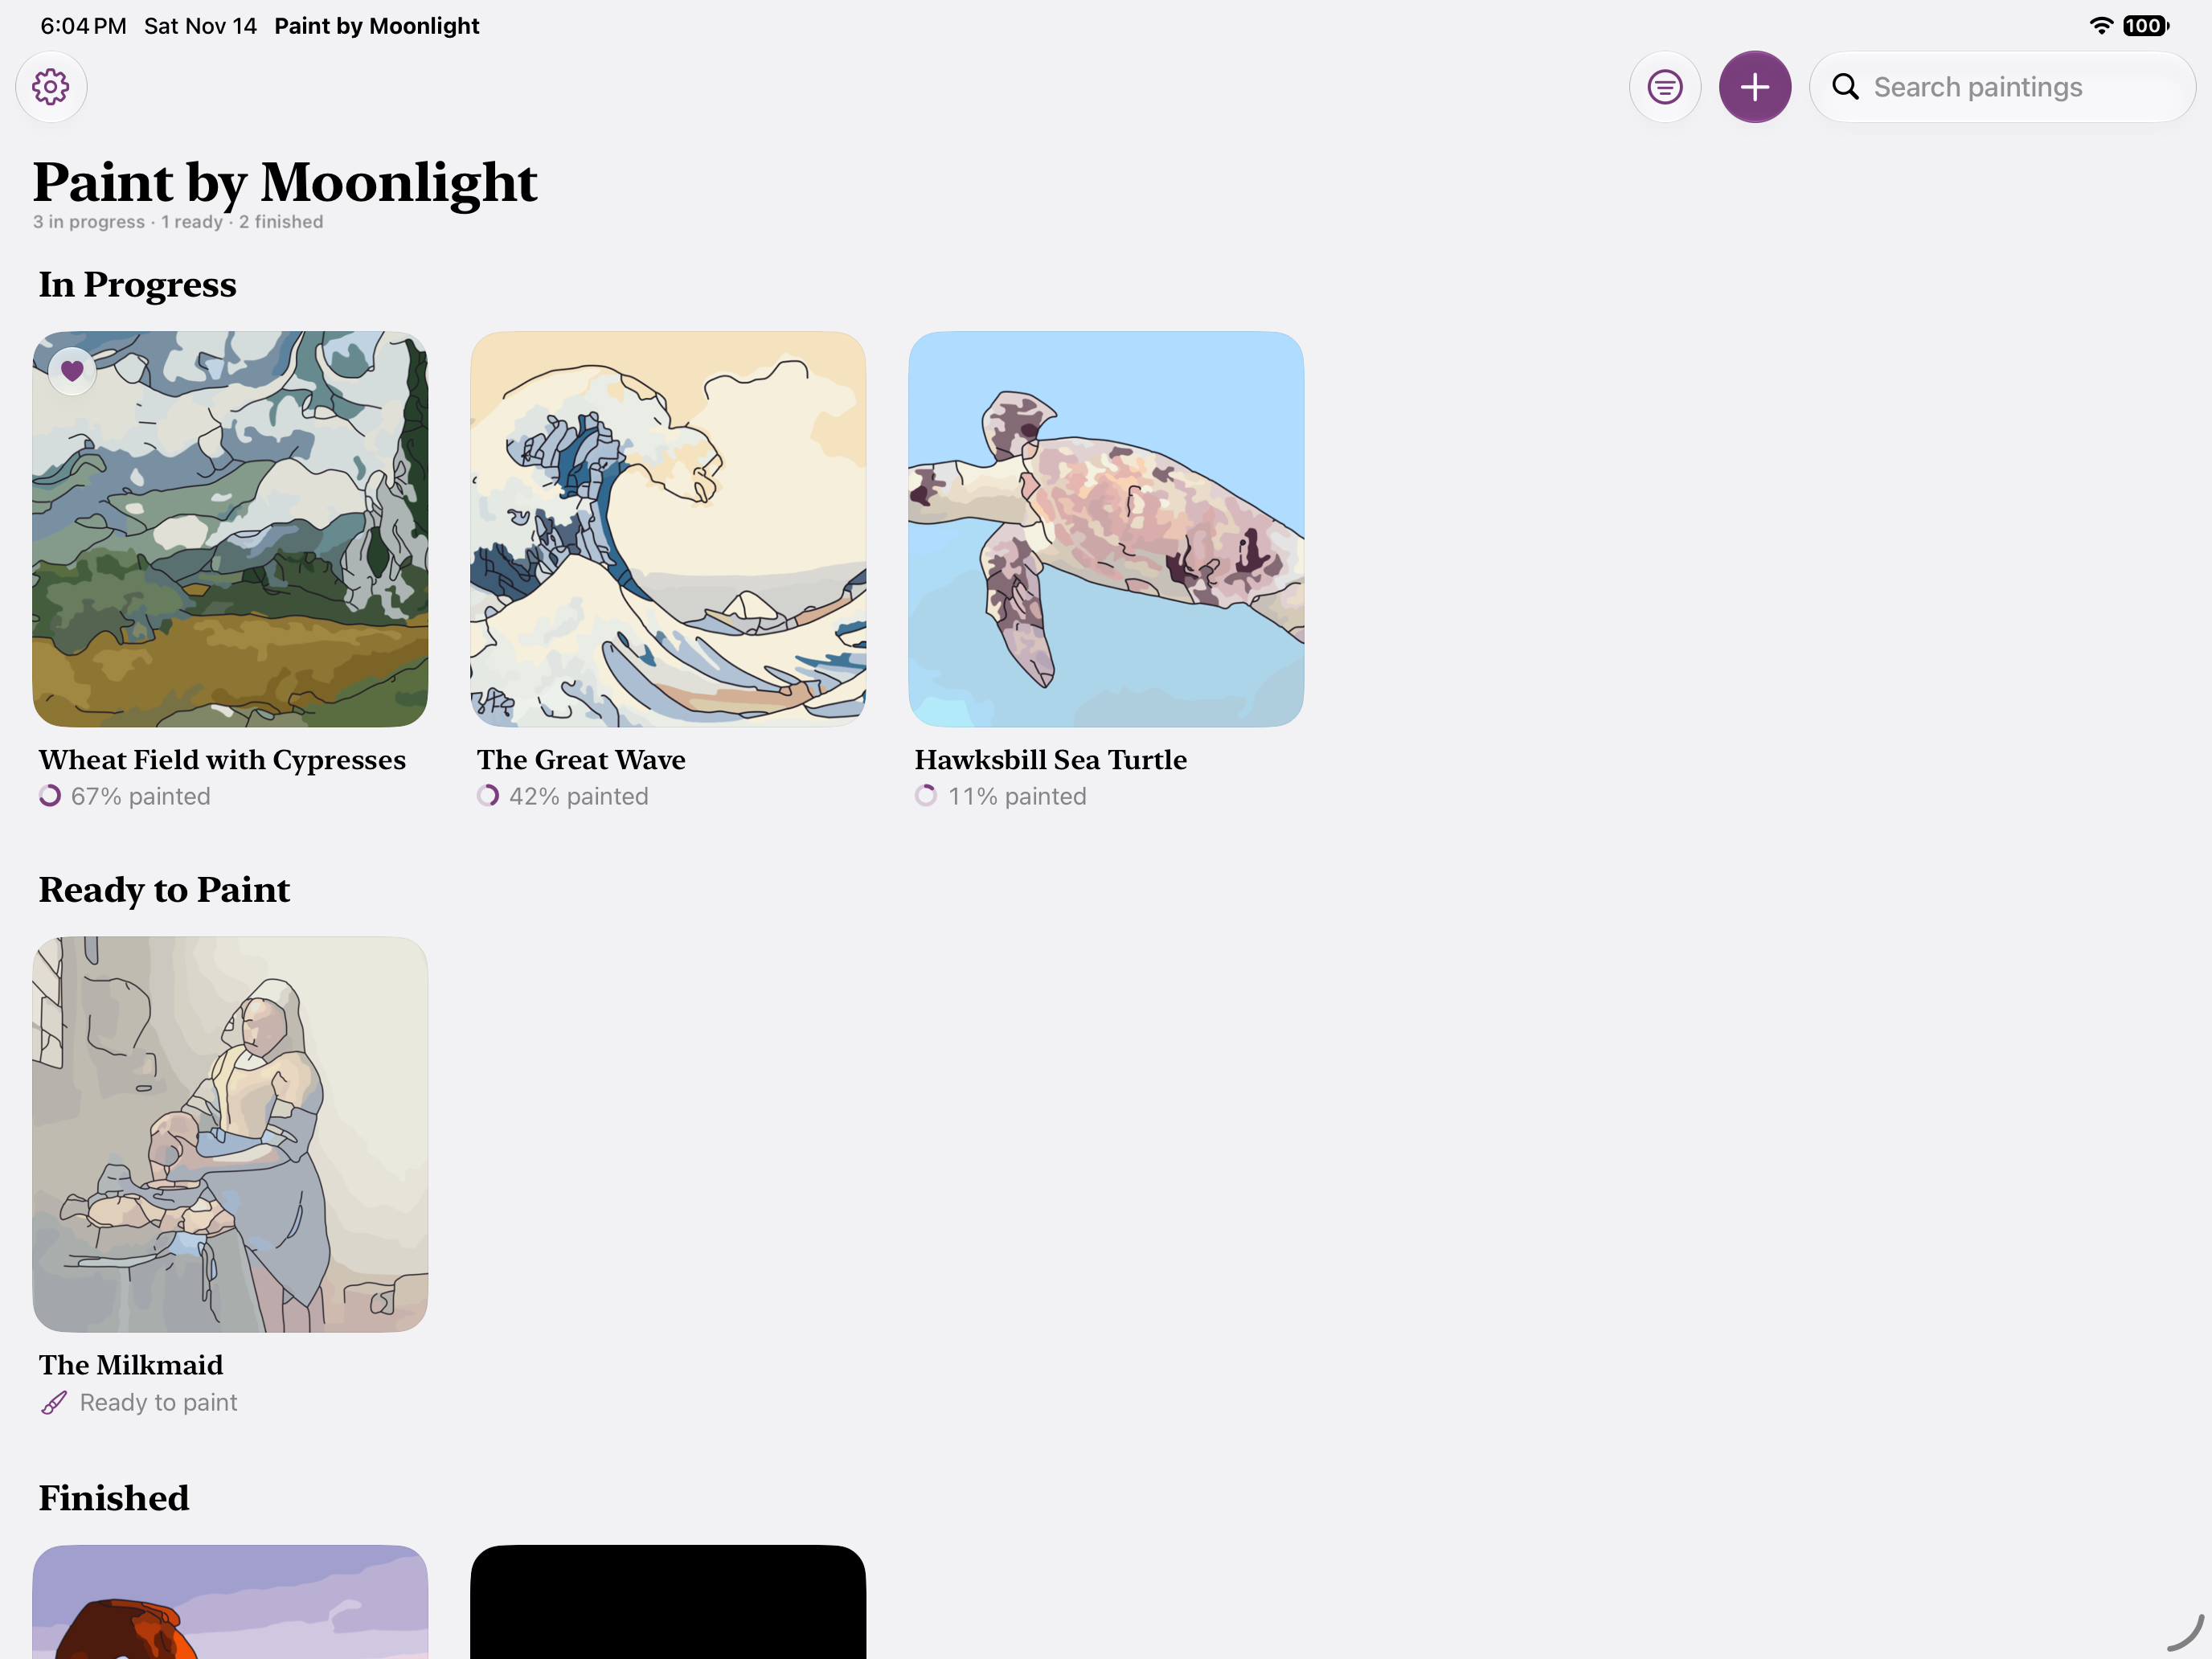 6:04 PM Sat Nov 14 Paint by Moonlight
100
Search paintings
Paint by Moonlight
3 in progress · 1 ready · 2 finished
In Progress
Wheat Field with Cypresses
67% painted
The Great Wave
42% painted
Hawksbill Sea Turtle
11% painted
Ready to Paint
The Milkmaid
Ready to paint
Finished